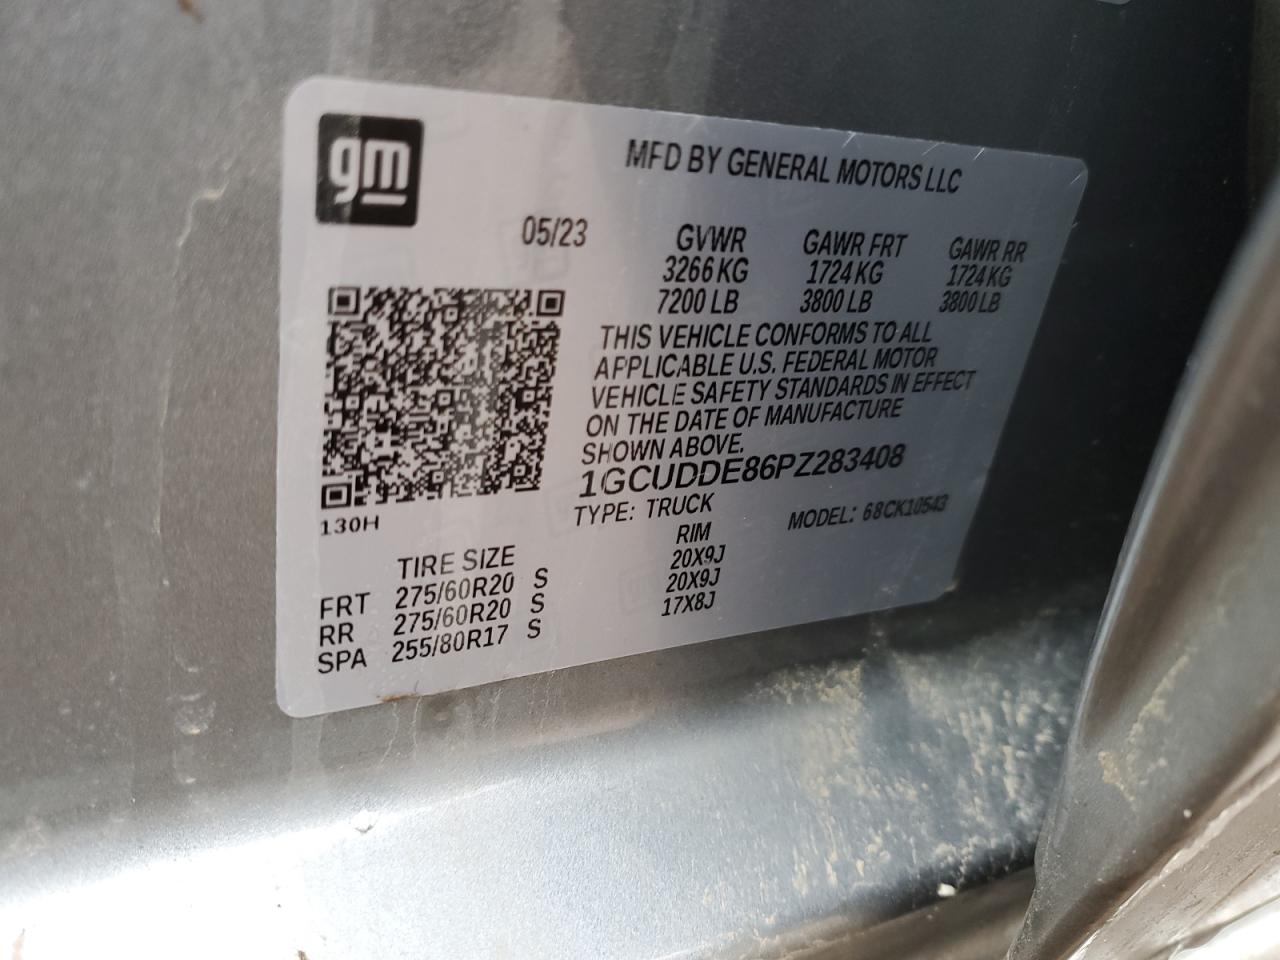 gm
MFD BY GENERAL MOTORS LLC
05/23 GVWR GAWR FRT GAWR RR
3266 KG 1724 KG 1724 KG
7200 LB 3800 LB 3800 LB
THIS VEHICLE CONFORMS TO ALL
APPLICABLE U.S. FEDERAL MOTOR
VEHICLE SAFETY STANDARDS IN EFFECT
ON THE DATE OF MANUFACTURE
SHOWN ABOVE.
1GCUDDE86PZ283408
130H
TYPE: TRUCK MODEL: 68CK10543
TIRE SIZE RIM
FRT 275/60R20 S 20X9J
RR 275/60R20 S 20X9J
SPA 255/80R17 S 17X8J